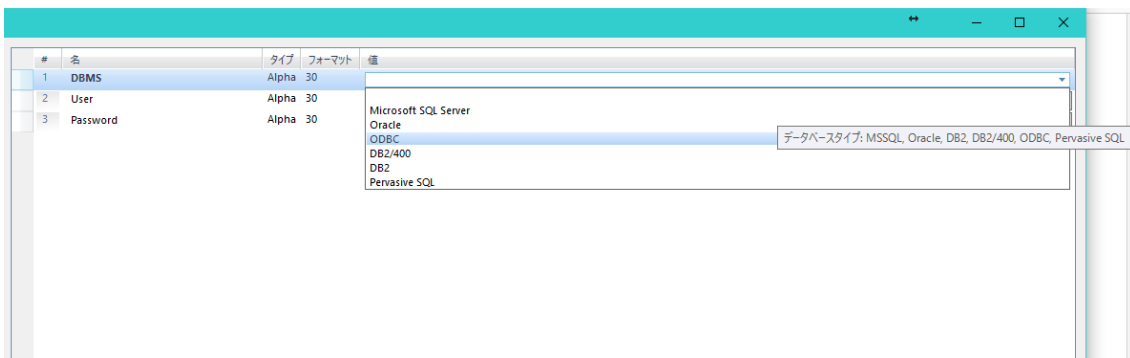 # 名 タイプ フォーマット 値
1 DBMS Alpha 30
2 User Alpha 30
3 Password Alpha 30
Microsoft SQL Server
Oracle
ODBC
DB2/400
DB2
Pervasive SQL
データベースタイプ: MSSQL, Oracle, DB2, DB2/400, ODBC, Pervasive SQL